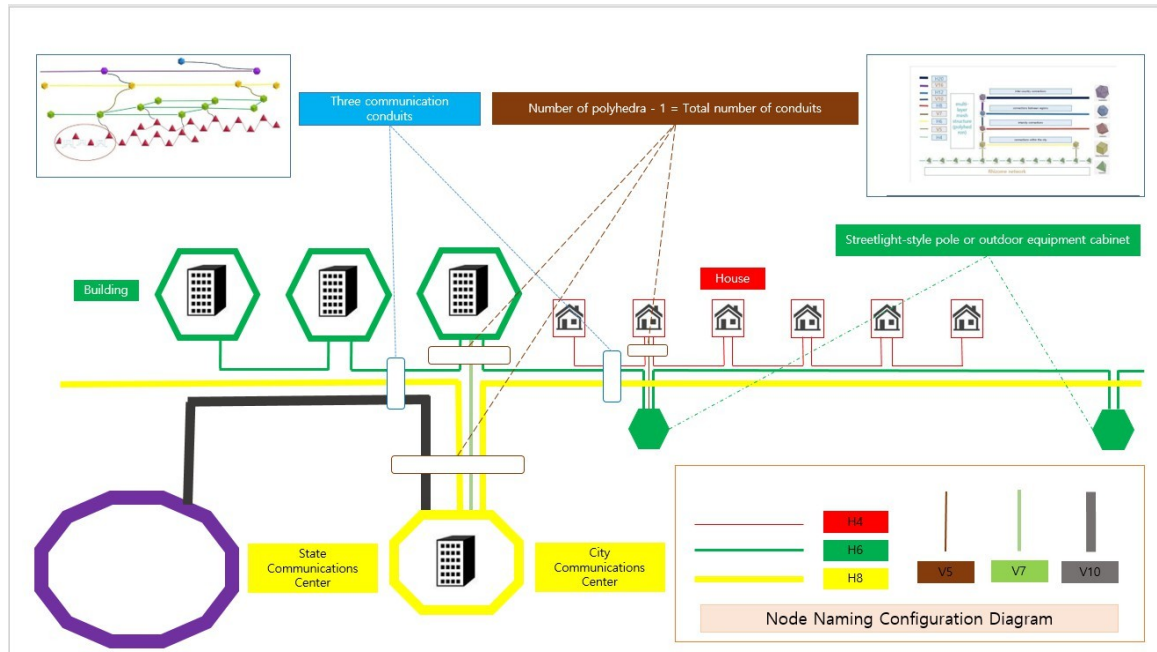 Three communication
conduits
Number of polyhedra - 1 = Total number of conduits
Streetlight-style pole or outdoor equipment cabinet
Building
House
State
Communications
Center
City
Communications
Center
H4
H6
H8
V5
V7
V10
Node Naming Configuration Diagram